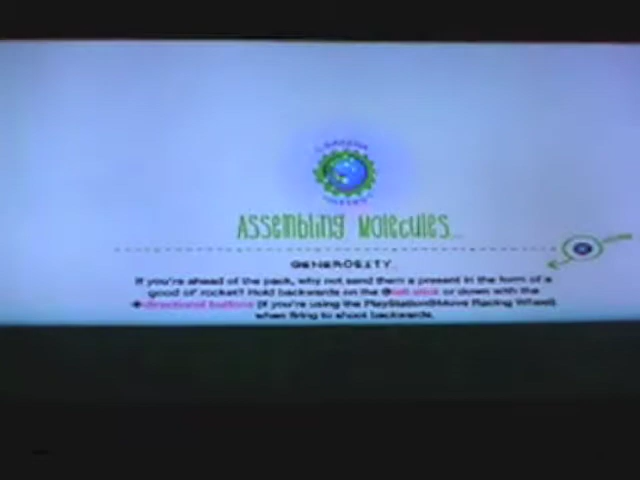 Assembling Molecules...
GENEROSITY
If you're ahead of the pack, why not send them a present in the form of a
good ol' rocket? Hold backwards on the left stick or down with the
directional buttons (if you're using the PlayStation®Move Racing Wheel)
when firing to shoot backwards.